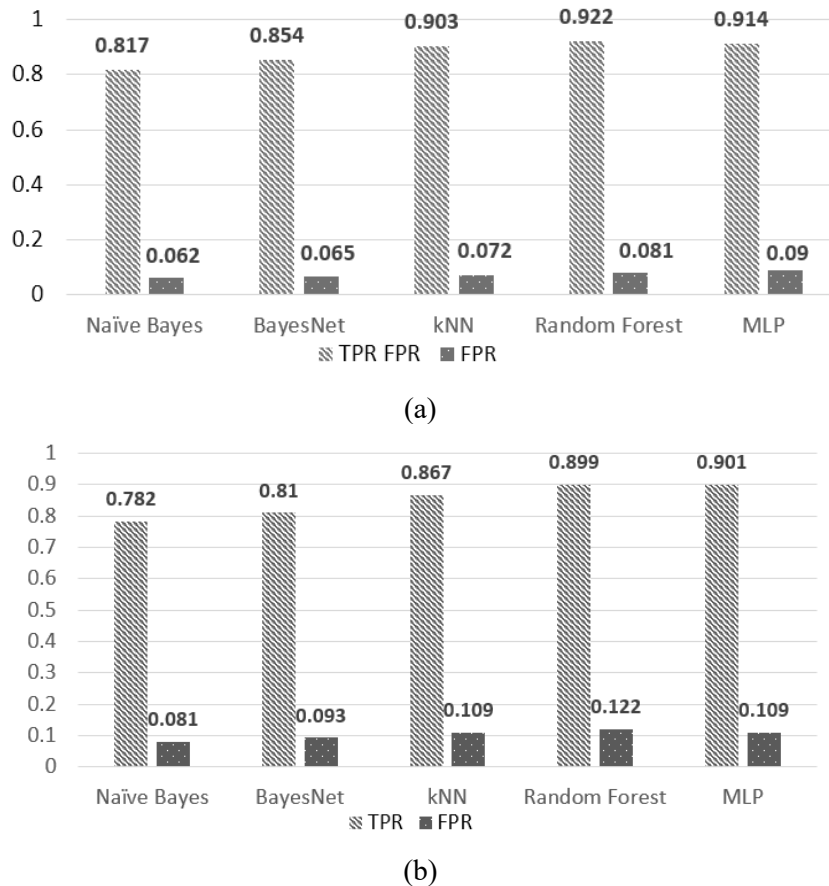 1
0.817 0.854 0.903 0.922 0.914
0.8
0.6
0.4
0.2
0.062 0.065 0.072 0.081 0.09
0
Naïve Bayes BayesNet kNN Random Forest MLP
TPR FPR FPR
(a)
1
0.782 0.81 0.867 0.899 0.901
0.9
0.8
0.7
0.6
0.5
0.4
0.3
0.2
0.081 0.093 0.109 0.122 0.109
0.1
0
Naïve Bayes BayesNet kNN Random Forest MLP
TPR FPR
(b)